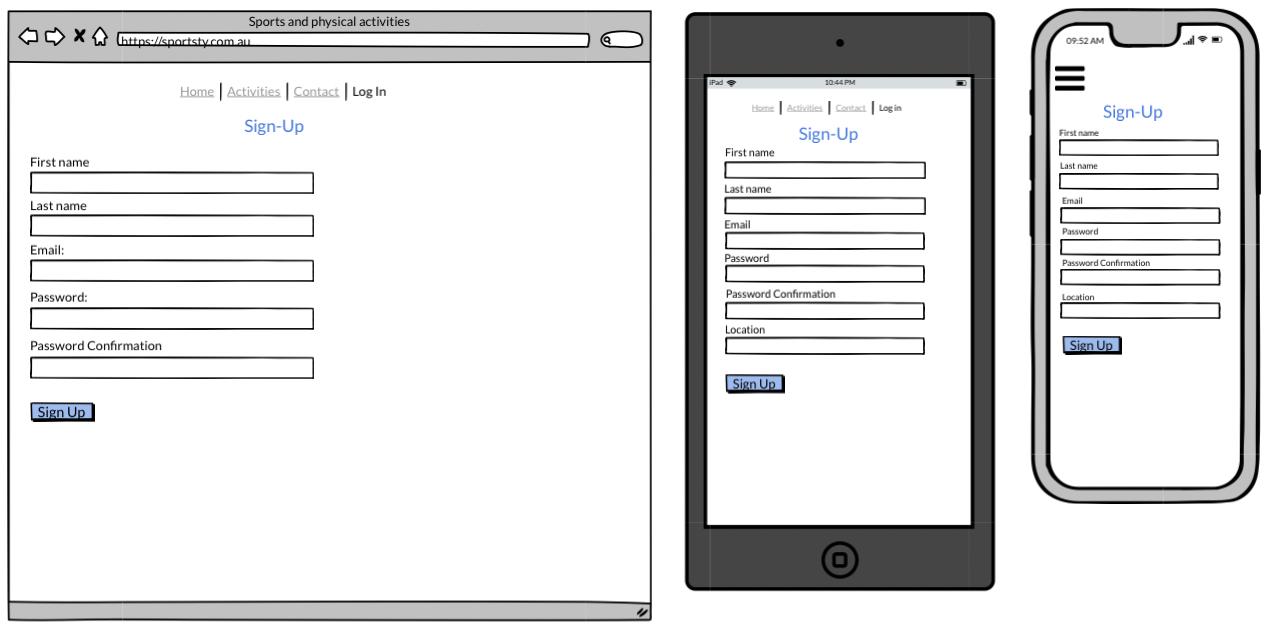 Sports and physical activities
https://sportsty.com.au
Home Activities Contact Log In
Sign-Up
First name
Last name
Email:
Password:
Password Confirmation
Sign Up
iPad 10:44 PM
Home Activities Contact Log in
Sign-Up
First name
Last name
Email
Password
Password Confirmation
Location
Sign Up
09:52 AM
Sign-Up
First name
Last name
Email
Password
Password Confirmation
Location
Sign Up